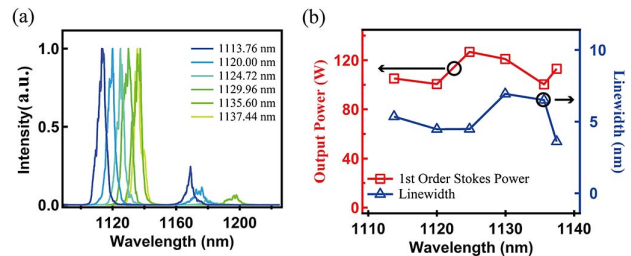 (a)
Intensity( a.u.)
1.0
0.5
0.0
1113.76 nm
1120.00 nm
1124.72 nm
1129.96 nm
1135.60 nm
1137.44 nm
1120 1160 1200
Wavelength (nm)
(b)
Output Power (W)
120
80
40
0
1st Order Stokes Power
Linewidth
10
5
0
Linewidth (nm)
1110 1120 1130 1140
Wavelength (nm)